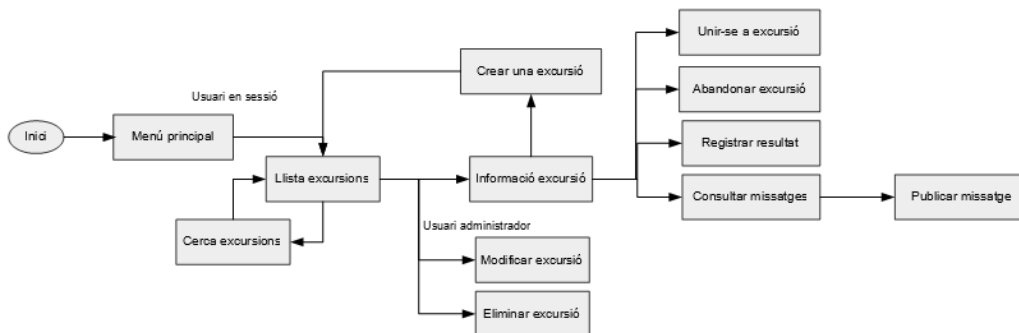 Unir-se a excursió
Crear una excursió
Abandonar excursió
Usuari en sessió
Inici
Menú principal
Registrar resultat
Llista excursions
Informació excursió
Consultar missatges
Publicar missatge
Usuari administrador
Cerca excursions
Modificar excursió
Eliminar excursió